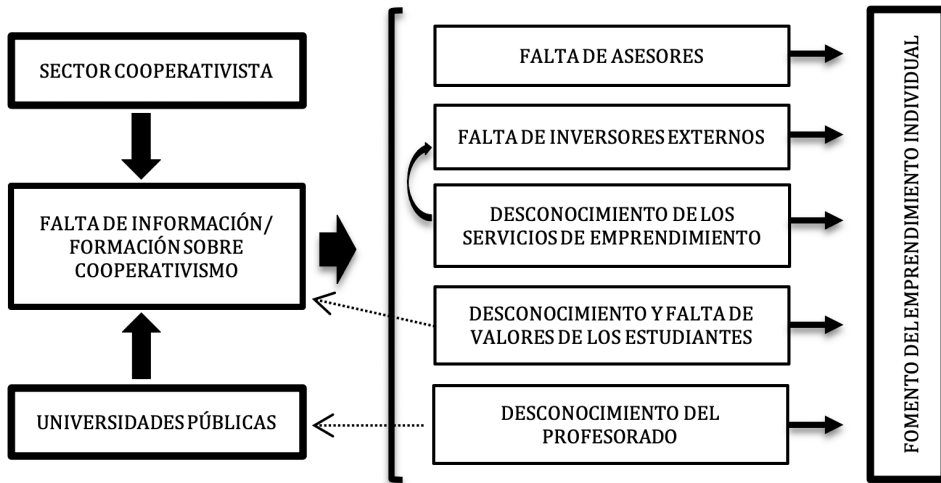 SECTOR COOPERATIVISTA
FALTA DE INFORMACIÓN/
FORMACIÓN SOBRE
COOPERATIVISMO
UNIVERSIDADES PÚBLICAS
FALTA DE ASESORES
FALTA DE INVERSORES EXTERNOS
DESCONOCIMIENTO DE LOS
SERVICIOS DE EMPRENDIMIENTO
DESCONOCIMIENTO Y FALTA DE
VALORES DE LOS ESTUDIANTES
DESCONOCIMIENTO DEL
PROFESORADO
FOMENTO DEL EMPRENDIMIENTO INDIVIDUAL